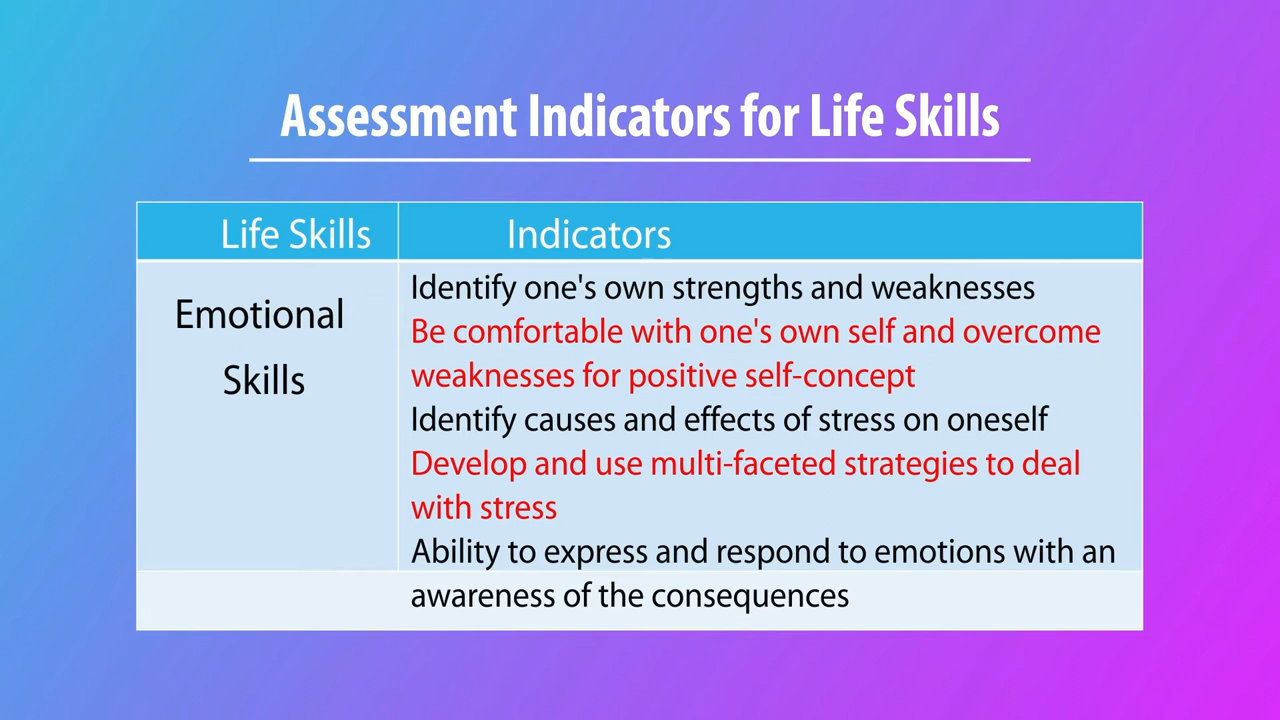 Assessment Indicators for Life Skills
Life Skills
Indicators
Emotional
Skills
Identify one's own strengths and weaknesses
Be comfortable with one's own self and overcome
weaknesses for positive self-concept
Identify causes and effects of stress on oneself
Develop and use multi-faceted strategies to deal
with stress
Ability to express and respond to emotions with an
awareness of the consequences